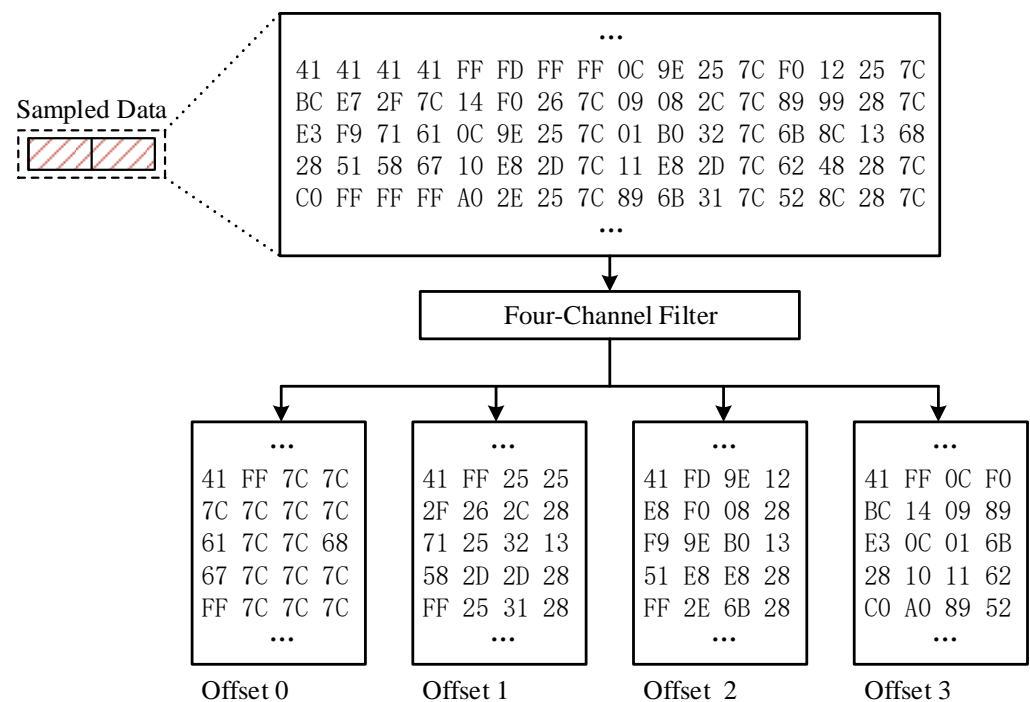 ...
41 41 41 41 FF FD FF FF 0C 9E 25 7C F0 12 25 7C
BC E7 2F 7C 14 F0 26 7C 09 08 2C 7C 89 99 28 7C
E3 F9 71 61 0C 9E 25 7C 01 B0 32 7C 6B 8C 13 68
28 51 58 67 10 E8 2D 7C 11 E8 2D 7C 62 48 28 7C
C0 FF FF FF A0 2E 25 7C 89 6B 31 7C 52 8C 28 7C
...
Sampled Data
Four-Channel Filter
...
41 FF 7C 7C
7C 7C 7C 7C
61 7C 7C 68
67 7C 7C 7C
FF 7C 7C 7C
...
Offset 0
...
41 FF 25 25
2F 26 2C 28
71 25 32 13
58 2D 2D 28
FF 25 31 28
...
Offset 1
...
41 FD 9E 12
E8 F0 08 28
F9 9E B0 13
51 E8 E8 28
FF 2E 6B 28
...
Offset 2
...
41 FF 0C F0
BC 14 09 89
E3 0C 01 6B
28 10 11 62
C0 A0 89 52
...
Offset 3